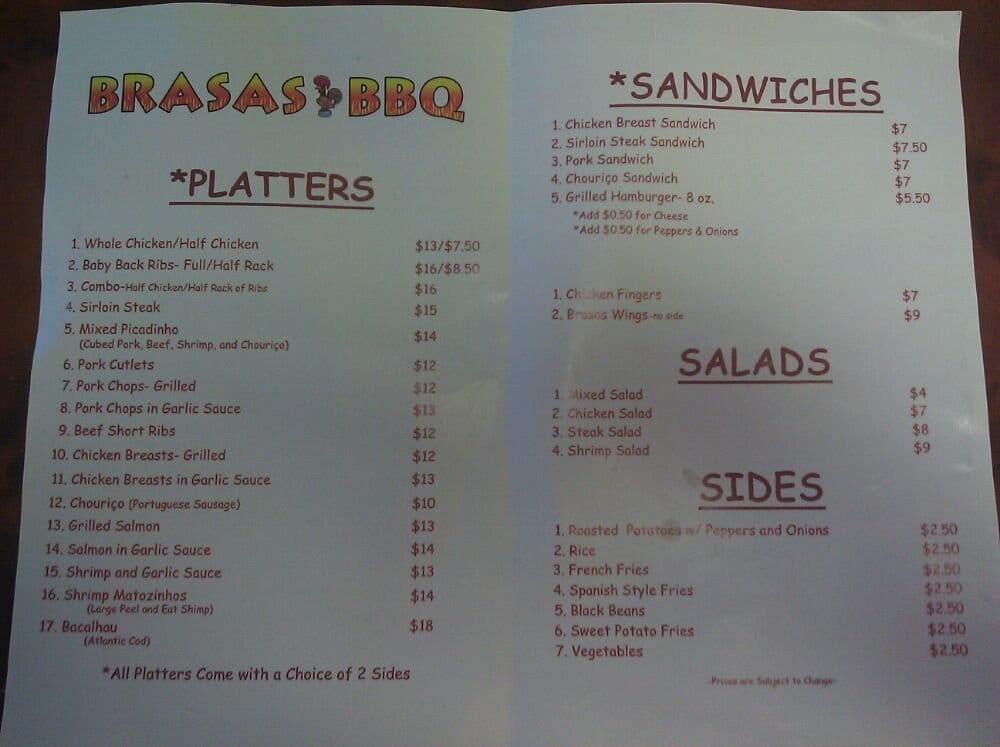 BRASAS BBQ
*PLATTERS
1. Whole Chicken/Half Chicken $13/$7.50
2. Baby Back Ribs- Full/Half Rack $16/$8.50
3. Combo-Half Chicken/Half Rack of Ribs $16
4. Sirloin Steak $15
5. Mixed Picadinho $14
(Cubed Pork, Beef, Shrimp, and Chouriço)
6. Pork Cutlets $12
7. Pork Chops- Grilled $12
8. Pork Chops in Garlic Sauce $13
9. Beef Short Ribs $12
10. Chicken Breasts- Grilled $12
11. Chicken Breasts in Garlic Sauce $13
12. Chouriço (Portuguese Sausage) $10
13. Grilled Salmon $13
14. Salmon in Garlic Sauce $14
15. Shrimp and Garlic Sauce $13
16. Shrimp Matozinhos $14
(Large Peel and Eat Shimp)
17. Bacalhau $18
(Atlantic Cod)
*All Platters Come with a Choice of 2 Sides
*SANDWICHES
1. Chicken Breast Sandwich $7
2. Sirloin Steak Sandwich $7.50
3. Pork Sandwich $7
4. Chouriço Sandwich $7
5. Grilled Hamburger- 8 oz. $5.50
*Add $0.50 for Cheese
*Add $0.50 for Peppers & Onions
1. Chicken Fingers $7
2. Brasas Wings-no side $9
SALADS
1. Mixed Salad $4
2. Chicken Salad $7
3. Steak Salad $8
4. Shrimp Salad $9
SIDES
1. Roasted Potatoes w/ Peppers and Onions $2.50
2. Rice $2.50
3. French Fries $2.50
4. Spanish Style Fries $2.50
5. Black Beans $2.50
6. Sweet Potato Fries $2.50
7. Vegetables $2.50
-Prices are Subject to Change-